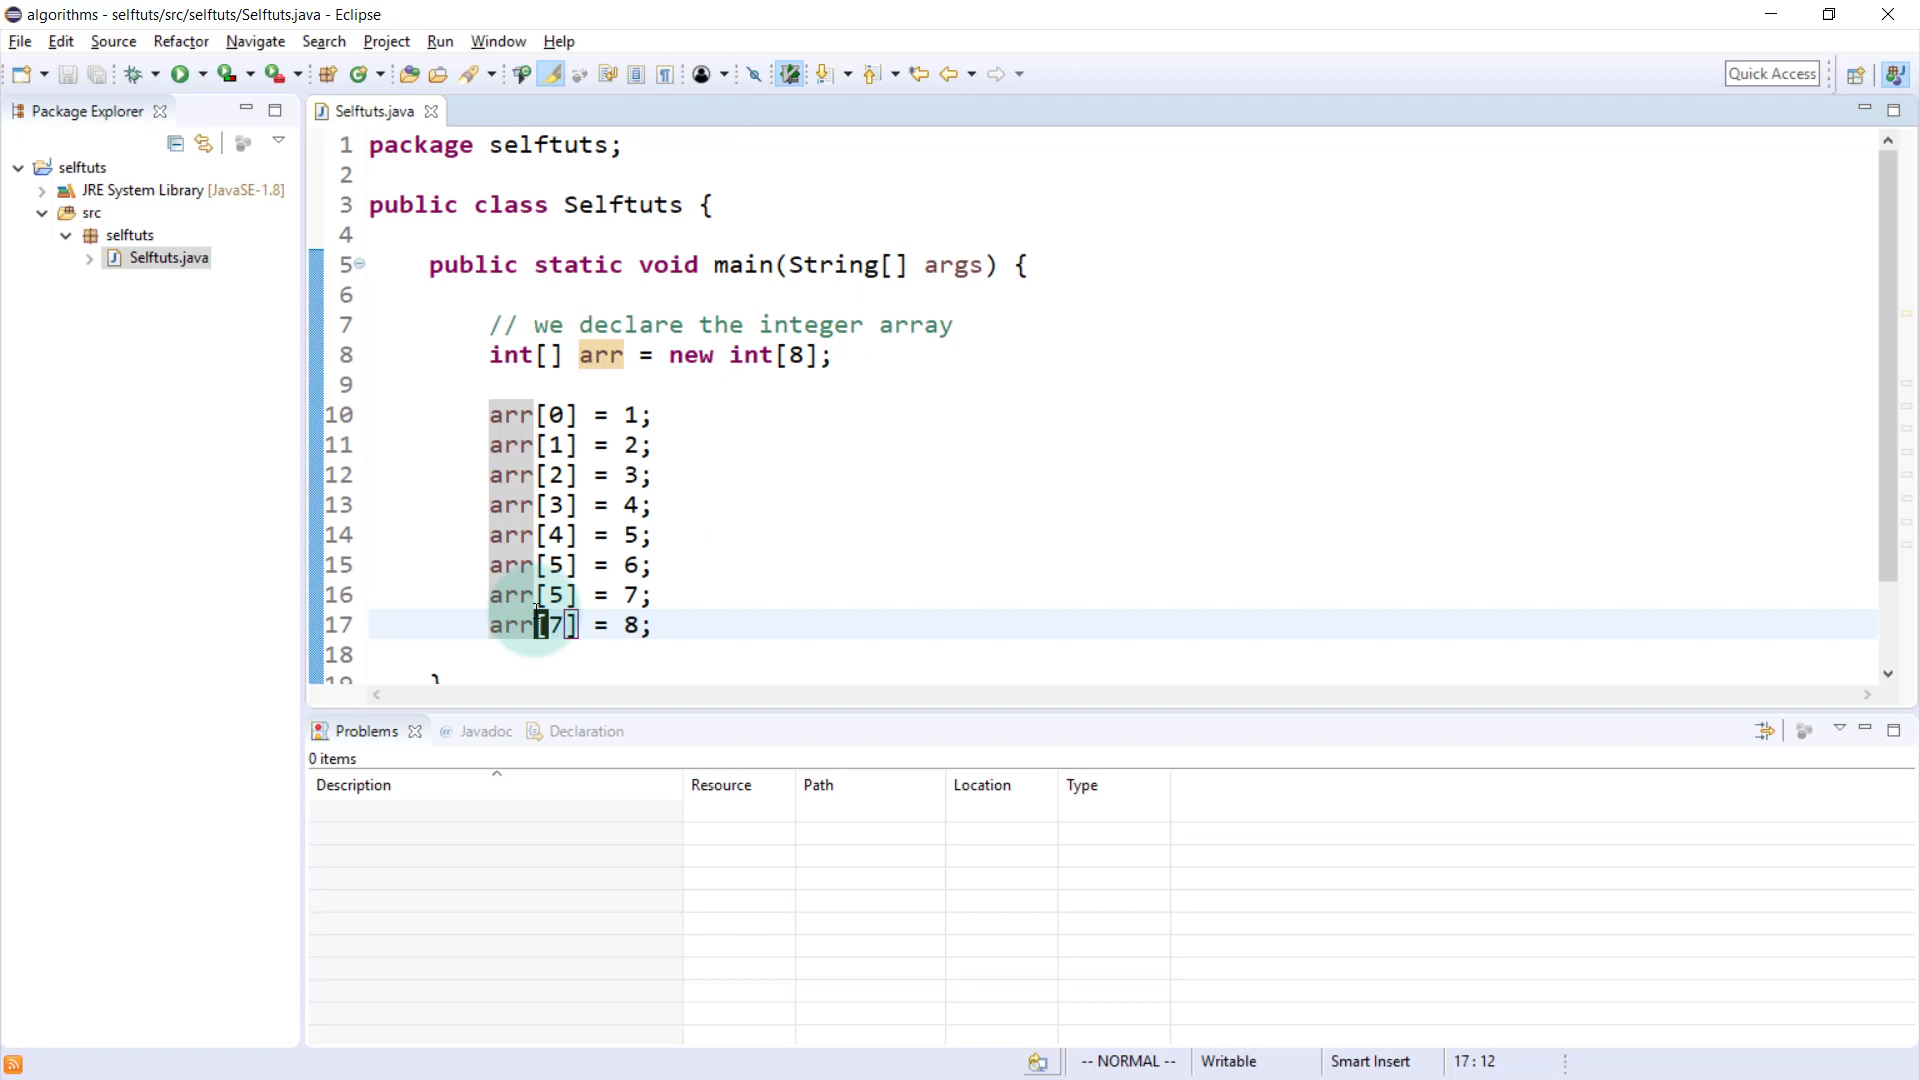 algorithms - selftuts/src/selftuts/Selftuts.java - Eclipse
File Edit Source Refactor Navigate Search Project Run Window Help
Quick Access
Package Explorer
selftuts
JRE System Library [JavaSE-1.8]
src
selftuts
Selftuts.java
Selftuts.java
1 package selftuts;
2
3 public class Selftuts {
4
5 public static void main(String[] args) {
6
7 // we declare the integer array
8 int[] arr = new int[8];
9
10 arr[0] = 1;
11 arr[1] = 2;
12 arr[2] = 3;
13 arr[3] = 4;
14 arr[4] = 5;
15 arr[5] = 6;
16 arr[5] = 7;
17 arr[7] = 8;
18
19 }
Problems @ Javadoc Declaration
0 items
Description Resource Path Location Type
-- NORMAL -- Writable Smart Insert 17 : 12